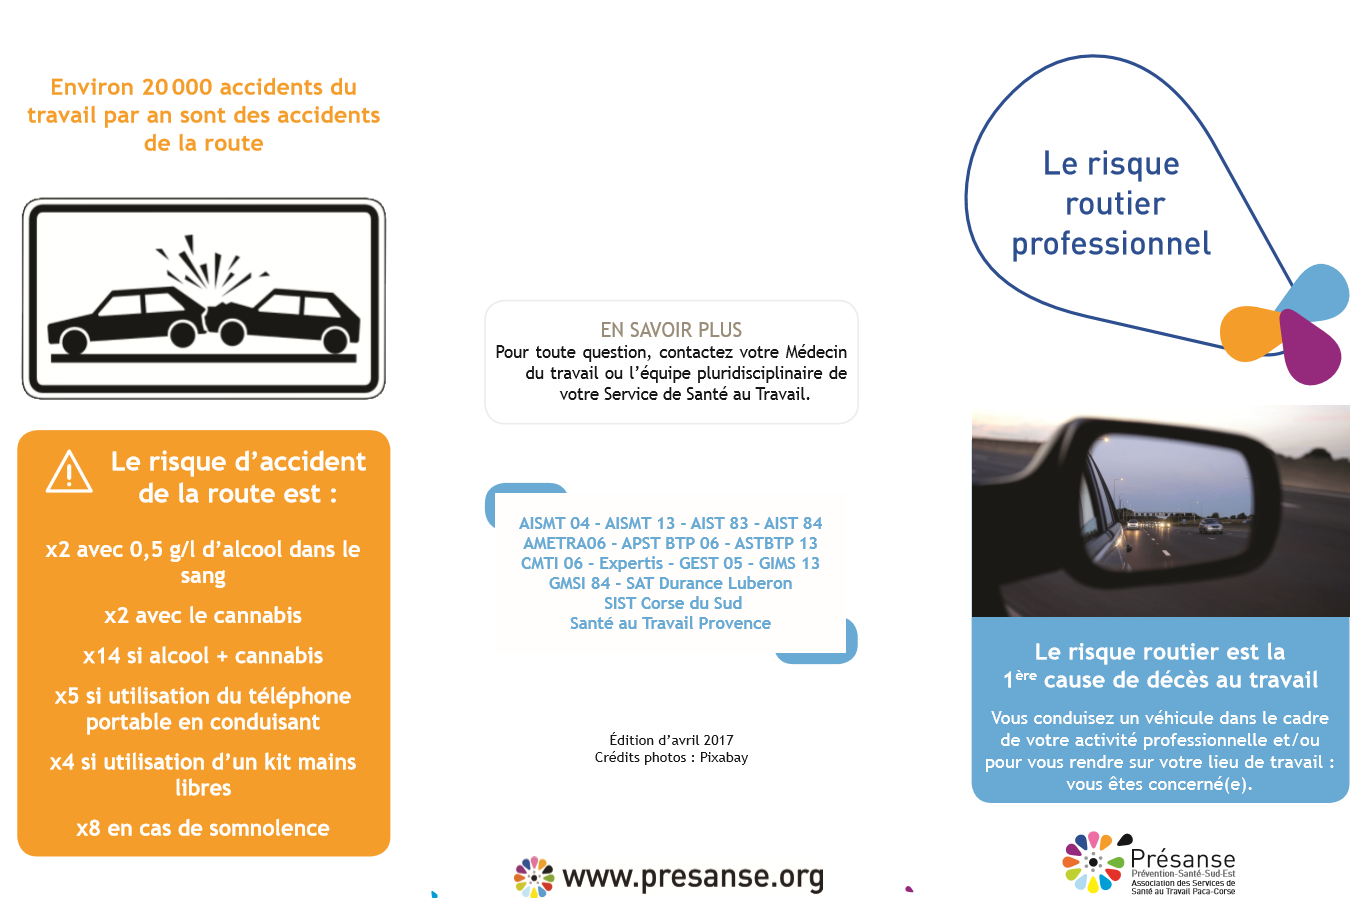 Environ 20 000 accidents du
travail par an sont des accidents
de la route
Le risque d’accident
de la route est :
x2 avec 0,5 g/l d’alcool dans le
sang
x2 avec le cannabis
x14 si alcool + cannabis
x5 si utilisation du téléphone
portable en conduisant
x4 si utilisation d’un kit mains
libres
x8 en cas de somnolence
EN SAVOIR PLUS
Pour toute question, contactez votre Médecin
du travail ou l’équipe pluridisciplinaire de
votre Service de Santé au Travail.
AISMT 04 - AISMT 13 - AIST 83 - AIST 84
AMETRA06 - APST BTP 06 - ASTBTP 13
CMTI 06 - Expertis - GEST 05 - GIMS 13
GMSI 84 - SAT Durance Luberon
SIST Corse du Sud
Santé au Travail Provence
Édition d’avril 2017
Crédits photos : Pixabay
www.presanse.org
Le risque
routier
professionnel
Le risque routier est la
1ère cause de décès au travail
Vous conduisez un véhicule dans le cadre
de votre activité professionnelle et/ou
pour vous rendre sur votre lieu de travail :
vous êtes concerné(e).
Présanse
Prévention-Santé-Sud-Est
Association des Services de
Santé au Travail Paca-Corse